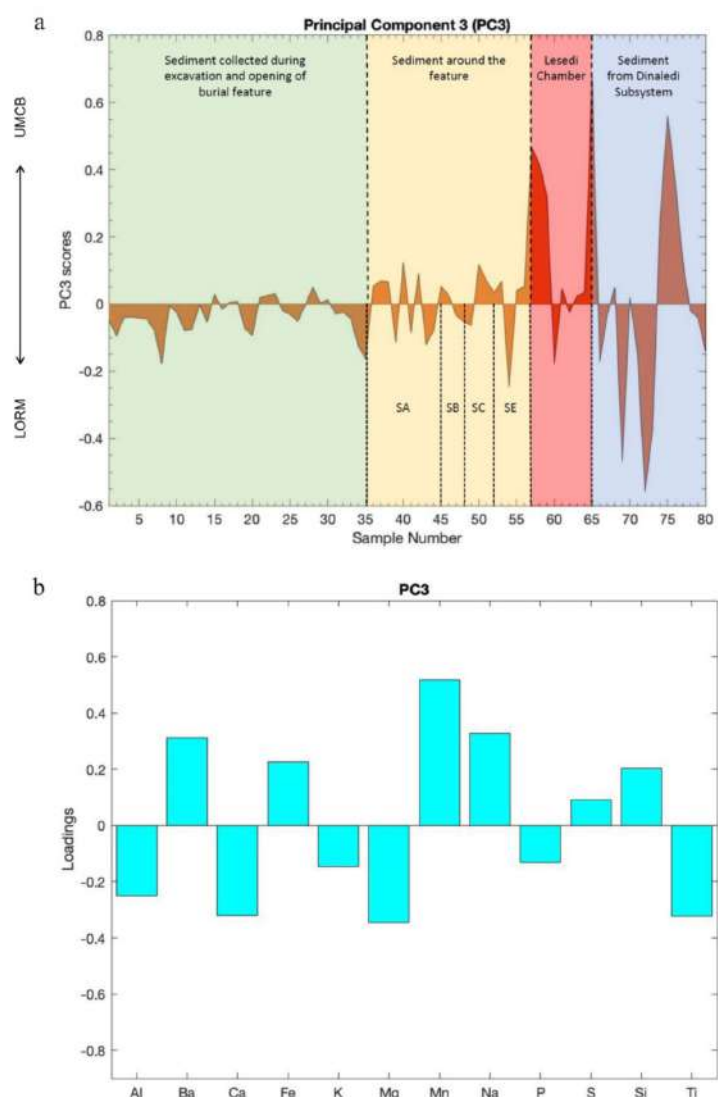 a
Principal Component 3 (PC3)
Sediment collected during
excavation and opening of
burial feature
Sediment around the
feature
Lesedi
Chamber
Sediment
from Dinaledi
Subsystem
UMCB
LORM
PC3 scores
0.8
0.6
0.4
0.2
0
-0.2
-0.4
-0.6
SA
SB
SC
SE
5 10 15 20 25 30 35 40 45 50 55 60 65 70 75 80
Sample Number
b
PC3
Loadings
0.8
0.6
0.4
0.2
0
-0.2
-0.4
-0.6
-0.8
Al Ba Ca Fe K Mg Mn Na P S Si Ti